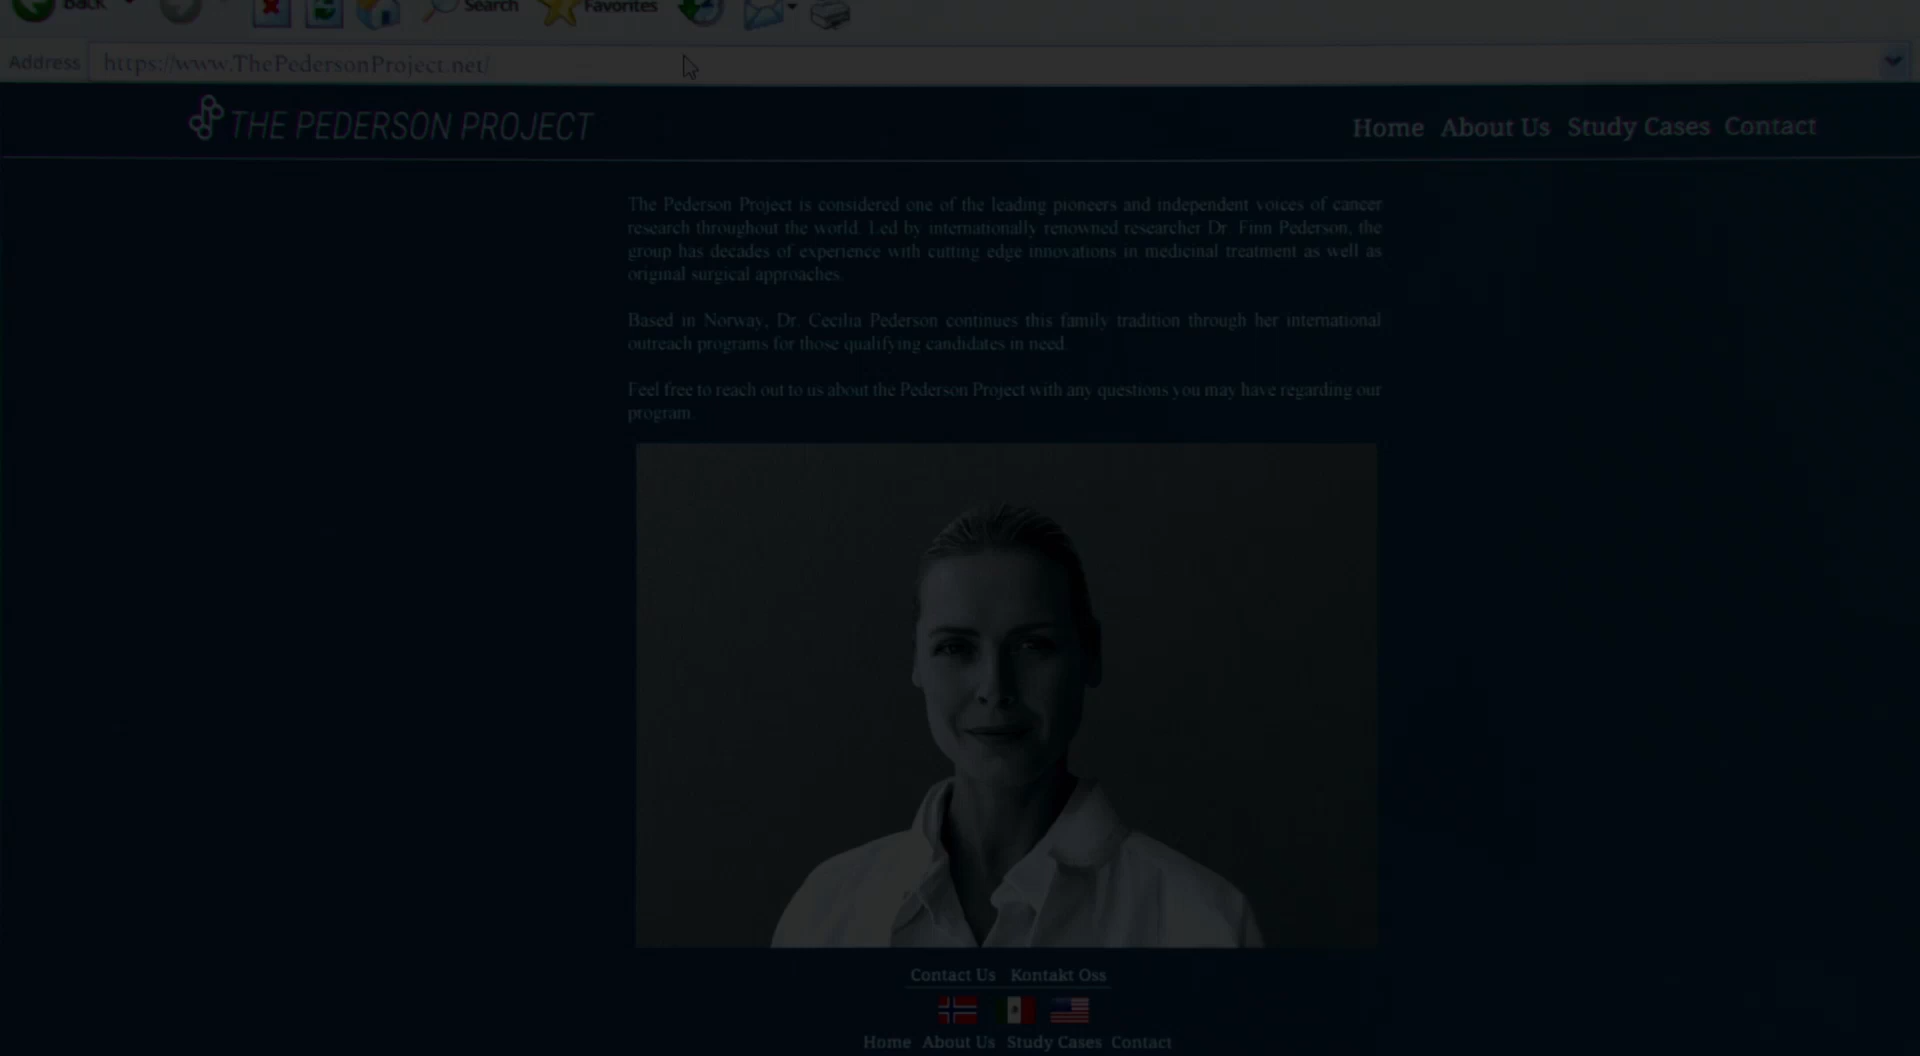 Back
Search
Favorites
Address
https://www.ThePedersonProject.net/
THE PEDERSON PROJECT
Home About Us Study Cases Contact
The Pederson Project is considered one of the leading pioneers and independent voices of cancer
research throughout the world. Led by internationally renowned researcher Dr. Finn Pederson, the
group has decades of experience with cutting edge innovations in medicinal treatment as well as
original surgical approaches.
Based in Norway, Dr. Cecilia Pederson continues this family tradition through her international
outreach programs for those qualifying candidates in need.
Feel free to reach out to us about the Pederson Project with any questions you may have regarding our
program.
Contact Us Kontakt Oss
Home About Us Study Cases Contact